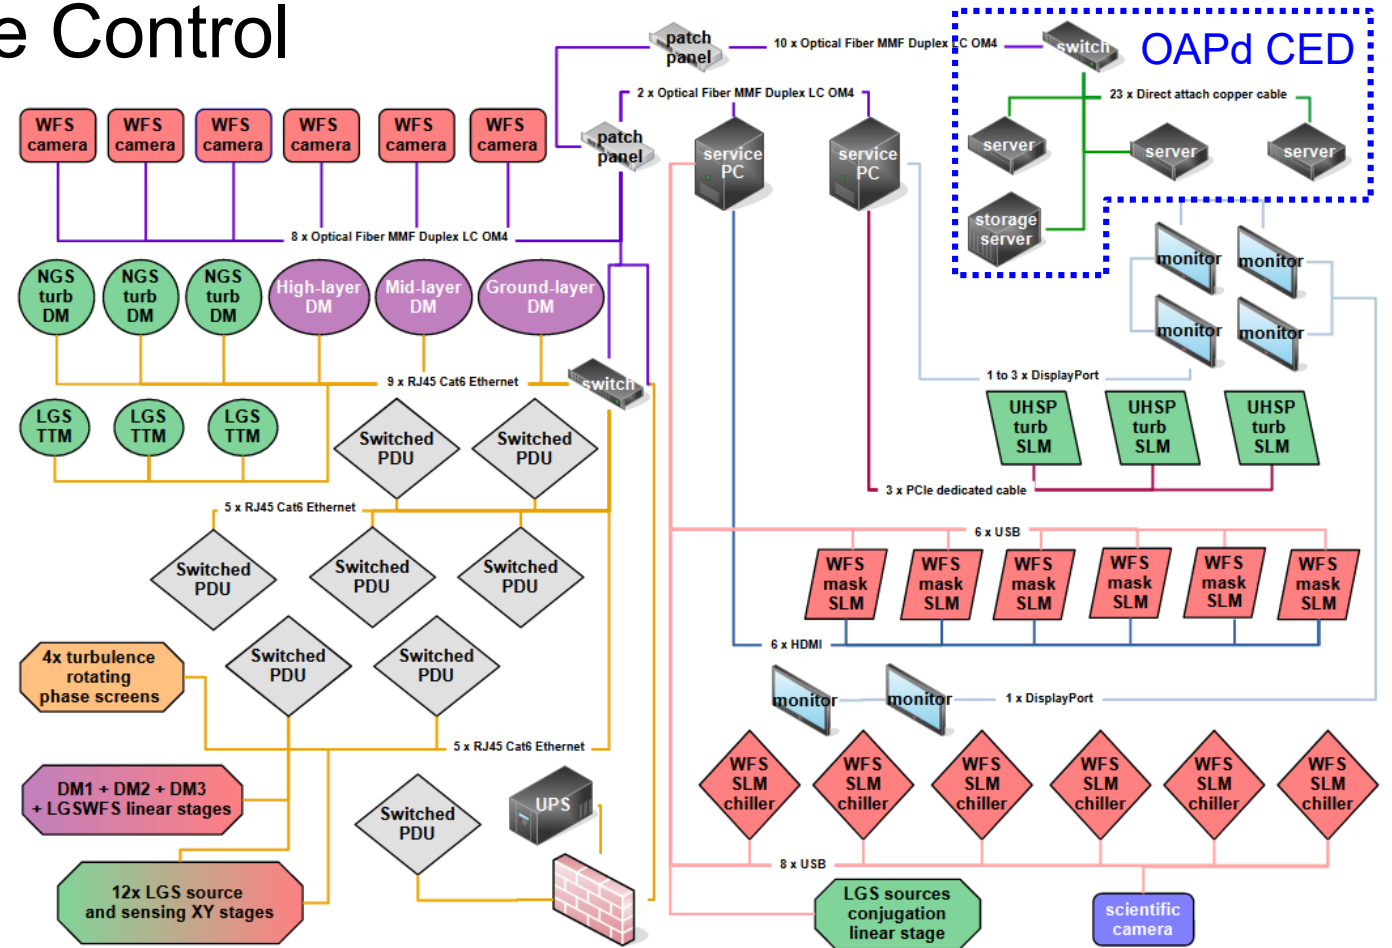 e Control
patch
panel
10 x Optical Fiber MMF Duplex LC OM4
switch
OAPd CED
2 x Optical Fiber MMF Duplex LC OM4
23 x Direct attach copper cable
WFS
camera
WFS
camera
WFS
camera
WFS
camera
WFS
camera
WFS
camera
patch
panel
service
PC
service
PC
server
server
server
storage
server
8 x Optical Fiber MMF Duplex LC OM4
NGS
turb
DM
NGS
turb
DM
NGS
turb
DM
High-layer
DM
Mid-layer
DM
Ground-layer
DM
monitor
monitor
monitor
monitor
9 x RJ45 Cat6 Ethernet
switch
1 to 3 x DisplayPort
LGS
TTM
LGS
TTM
LGS
TTM
Switched
PDU
Switched
PDU
UHSP
turb
SLM
UHSP
turb
SLM
UHSP
turb
SLM
3 x PCIe dedicated cable
5 x RJ45 Cat6 Ethernet
6 x USB
Switched
PDU
Switched
PDU
Switched
PDU
WFS
mask
SLM
WFS
mask
SLM
WFS
mask
SLM
WFS
mask
SLM
WFS
mask
SLM
WFS
mask
SLM
6 x HDMI
4x turbulence
rotating
phase screens
Switched
PDU
Switched
PDU
monitor
monitor
1 x DisplayPort
5 x RJ45 Cat6 Ethernet
DM1 + DM2 + DM3
+ LGSWFS linear stages
Switched
PDU
UPS
WFS
SLM
chiller
WFS
SLM
chiller
WFS
SLM
chiller
WFS
SLM
chiller
WFS
SLM
chiller
WFS
SLM
chiller
8 x USB
12x LGS source
and sensing XY stages
LGS sources
conjugation
linear stage
scientific
camera